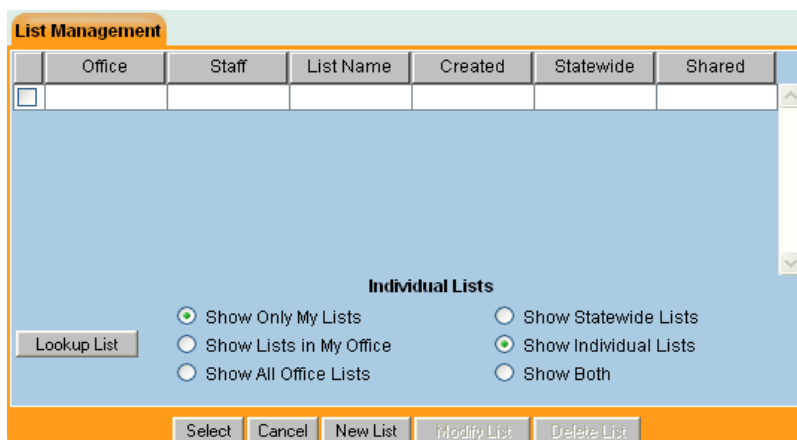 List Management
Office Staff List Name Created Statewide Shared
Individual Lists
Show Only My Lists Show Statewide Lists
Lookup List Show Lists in My Office Show Individual Lists
Show All Office Lists Show Both
Select Cancel New List Modify List Delete List